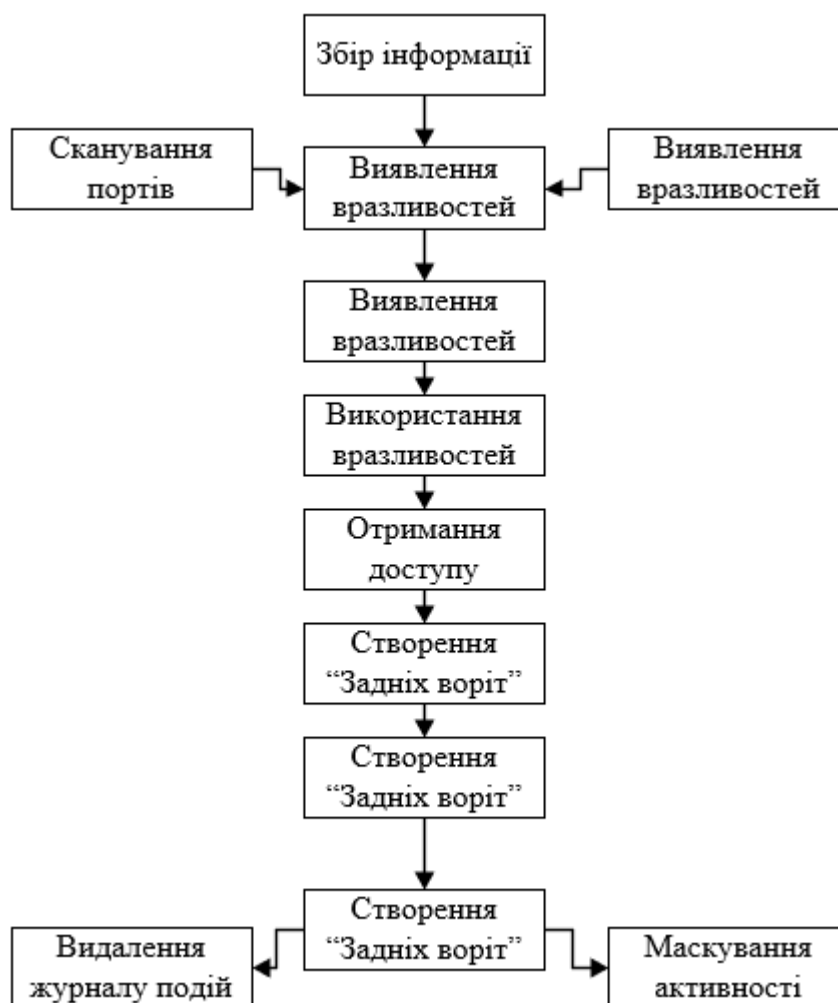 Збір інформації
Сканування
портів
Виявлення
вразливостей
Виявлення
вразливостей
Виявлення
вразливостей
Використання
вразливостей
Отримання
доступу
Створення
“Задніх воріт”
Створення
“Задніх воріт”
Створення
“Задніх воріт”
Видалення
журналу подій
Маскування
активності